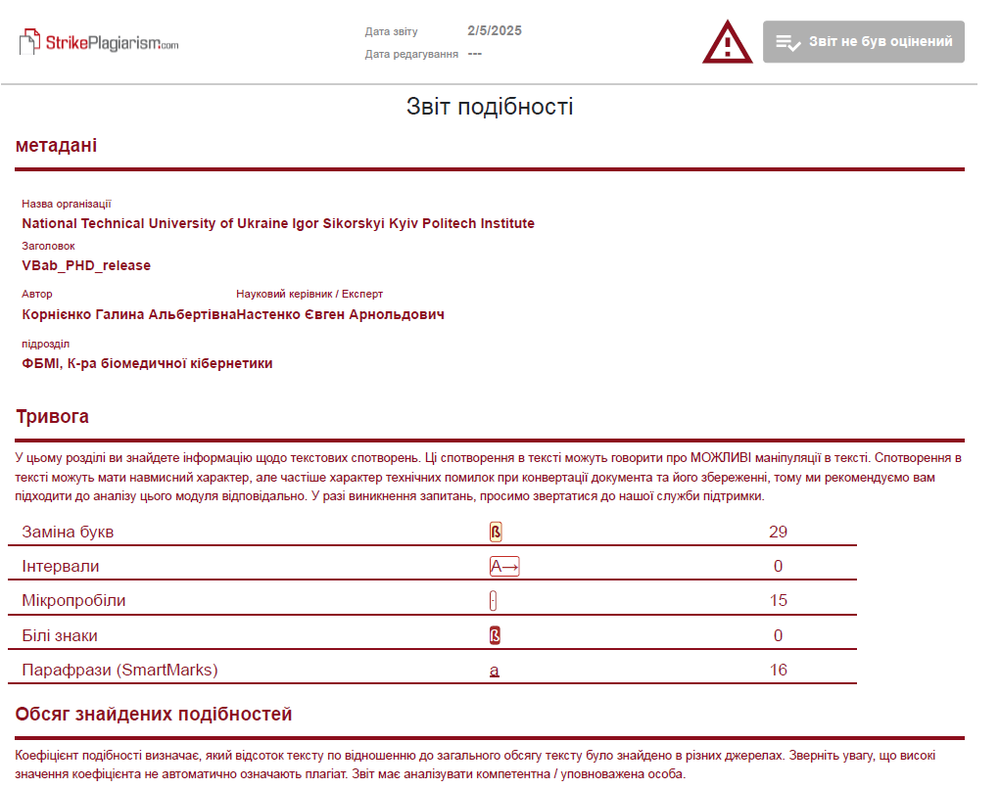 StrikePlagiarism.com
Дата звіту 2/5/2025
Дата редагування ---
Звіт не був оцінений
Звіт подібності
метадані
Назва організації
National Technical University of Ukraine Igor Sikorskyi Kyiv Politech Institute
Заголовок
VBab_PHD_release
Автор Науковий керівник / Експерт
Корнієнко Галина АльбертівнаНастенко Євген Арнольдович
підрозділ
ФБМІ, К-ра біомедичної кібернетики
Тривога
У цьому розділі ви знайдете інформацію щодо текстових спотворень. Ці спотворення в тексті можуть говорити про МОЖЛИВІ маніпуляції в тексті. Спотворення в
тексті можуть мати навмисний характер, але частіше характер технічних помилок при конвертації документа та його збереженні, тому ми рекомендуємо вам
підходити до аналізу цього модуля відповідально. У разі виникнення запитань, просимо звертатися до нашої служби підтримки.
Заміна букв ß 29
Інтервали A→ 0
Мікропробіли · 15
Білі знаки ß 0
Парафрази (SmartMarks) a 16
Обсяг знайдених подібностей
Коефіцієнт подібності визначає, який відсоток тексту по відношенню до загального обсягу тексту було знайдено в різних джерелах. Зверніть увагу, що високі
значення коефіцієнта не автоматично означають плагіат. Звіт має аналізувати компетентна / уповноважена особа.